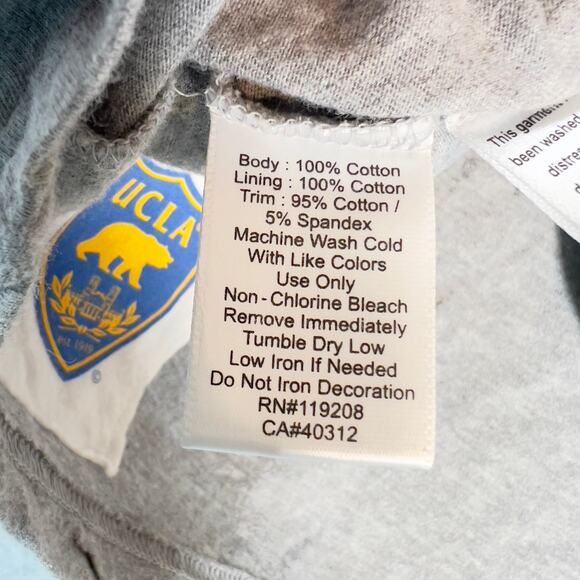 UCLA
EST. 1919
©
Body : 100% Cotton
Lining : 100% Cotton
Trim : 95% Cotton /
5% Spandex
Machine Wash Cold
With Like Colors
Use Only
Non-Chlorine Bleach
Remove Immediately
Tumble Dry Low
Low Iron If Needed
Do Not Iron Decoration
RN#119208
CA#40312
This garm
been washed
distres